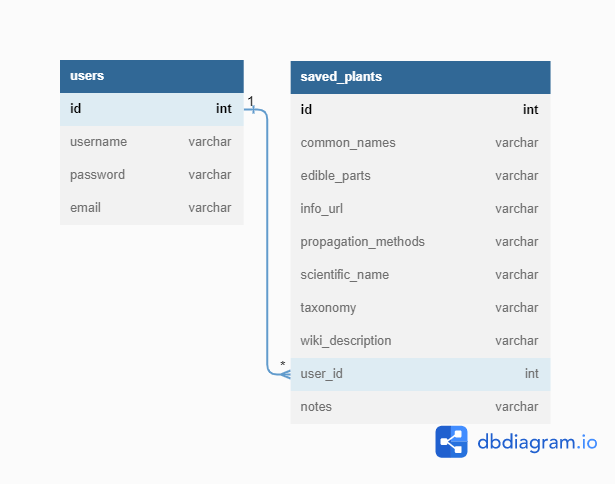 users
id int
username varchar
password varchar
email varchar
1
*
saved_plants
id int
common_names varchar
edible_parts varchar
info_url varchar
propagation_methods varchar
scientific_name varchar
taxonomy varchar
wiki_description varchar
user_id int
notes varchar
dbdiagram.io